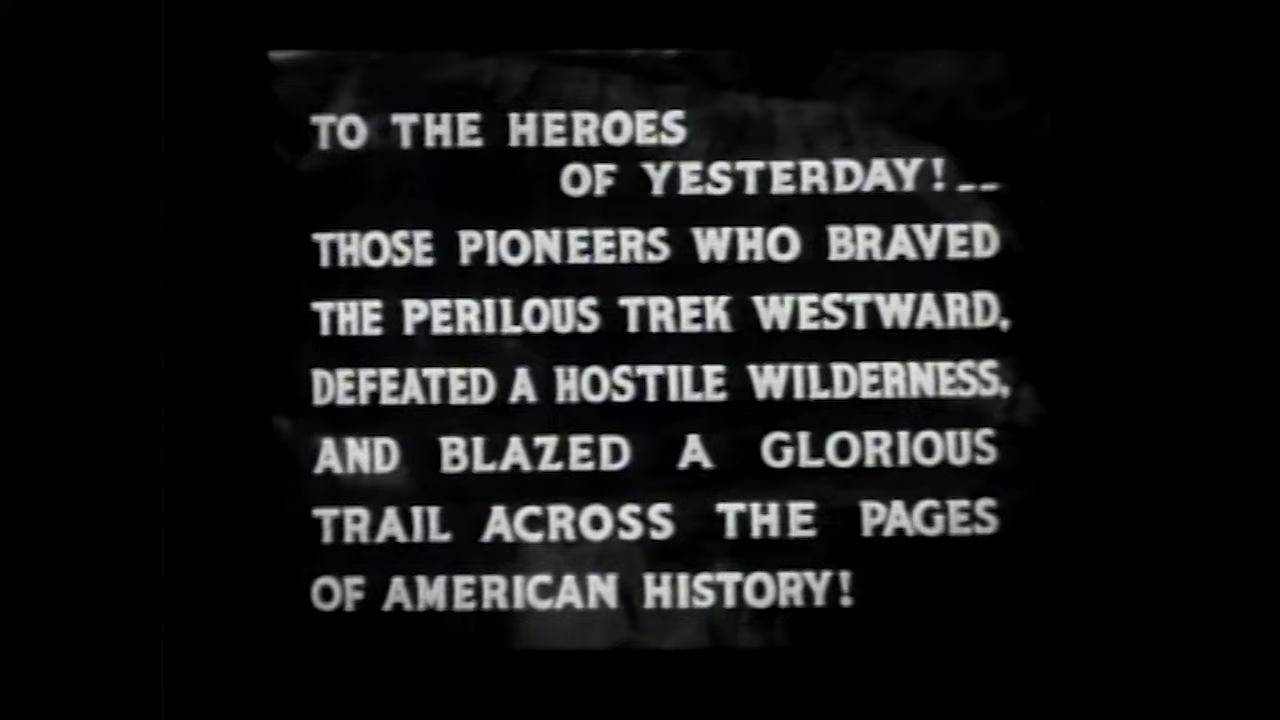 TO THE HEROES
OF YESTERDAY!--
THOSE PIONEERS WHO BRAVED
THE PERILOUS TREK WESTWARD,
DEFEATED A HOSTILE WILDERNESS,
AND BLAZED A GLORIOUS
TRAIL ACROSS THE PAGES
OF AMERICAN HISTORY!